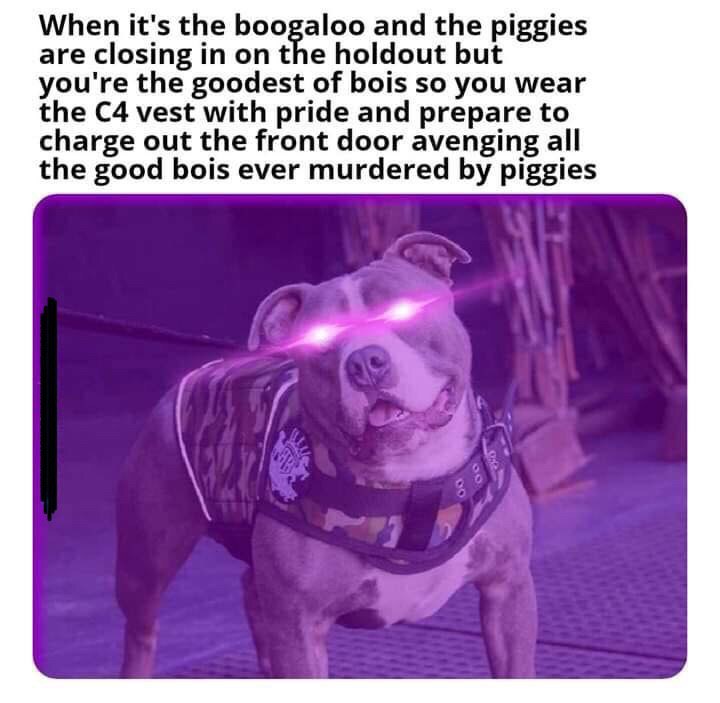 When it's the boogaloo and the piggies
are closing in on the holdout but
you're the goodest of bois so you wear
the C4 vest with pride and prepare to
charge out the front door avenging all
the good bois ever murdered by piggies